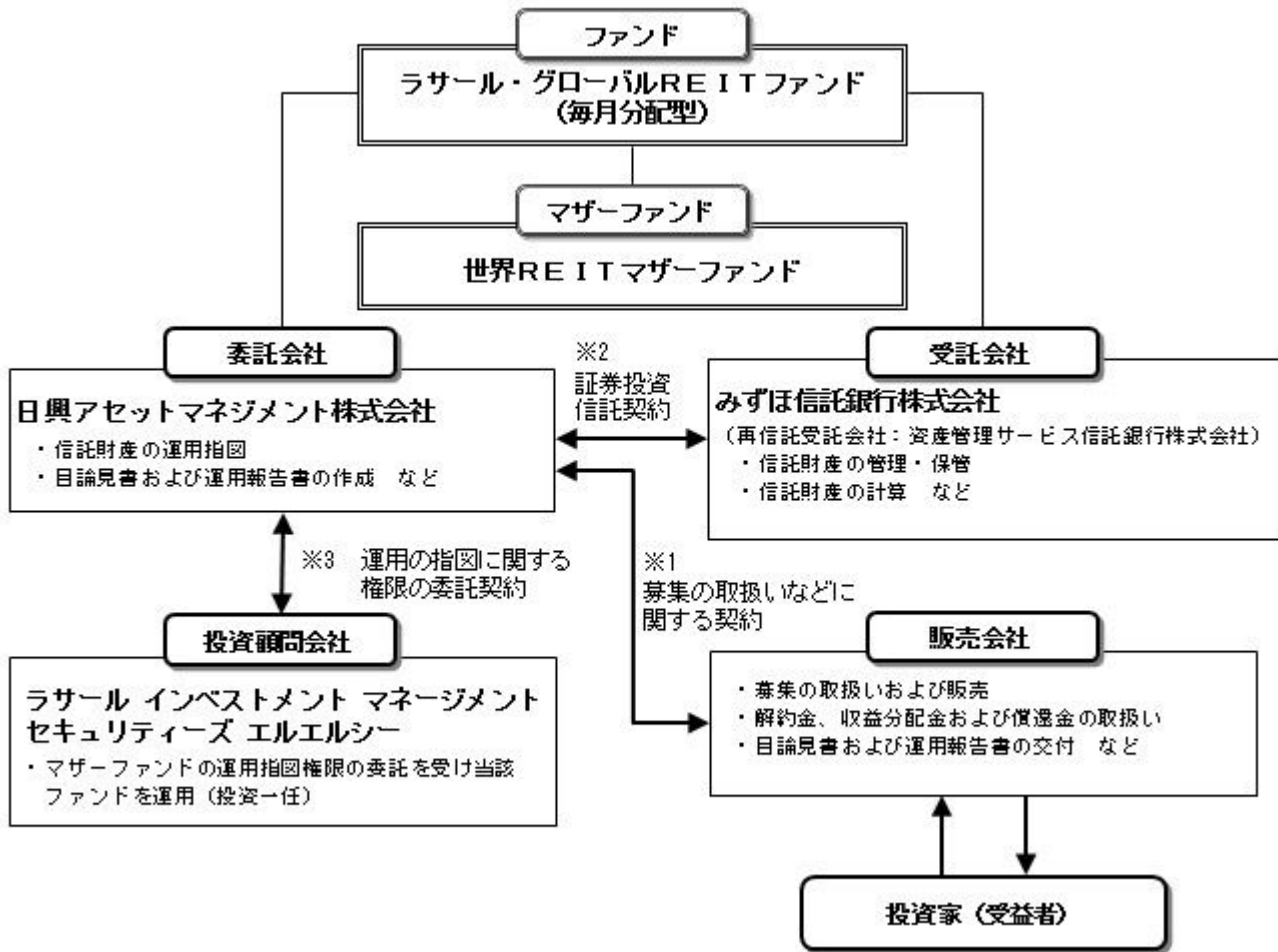 ファンド
ラサール・グローバルＲＥＩＴファンド
（毎月分配型）
マザーファンド
世界ＲＥＩＴマザーファンド
委託会社
日興アセットマネジメント株式会社
・信託財産の運用指図
・目論見書および運用報告書の作成　など
※2
証券投資
信託契約
受託会社
みずほ信託銀行株式会社
（再信託受託会社：資産管理サービス信託銀行株式会社）
・信託財産の管理・保管
・信託財産の計算　など
※3　運用の指図に関する
権限の委託契約
※1
募集の取扱いなどに
関する契約
投資顧問会社
ラサール インベストメント マネージメント
セキュリティーズ エルエルシー
・マザーファンドの運用指図権限の委託を受け当該
ファンドを運用（投資一任）
販売会社
・募集の取扱いおよび販売
・解約金、収益分配金および償還金の取扱い
・目論見書および運用報告書の交付　など
投資家（受益者）